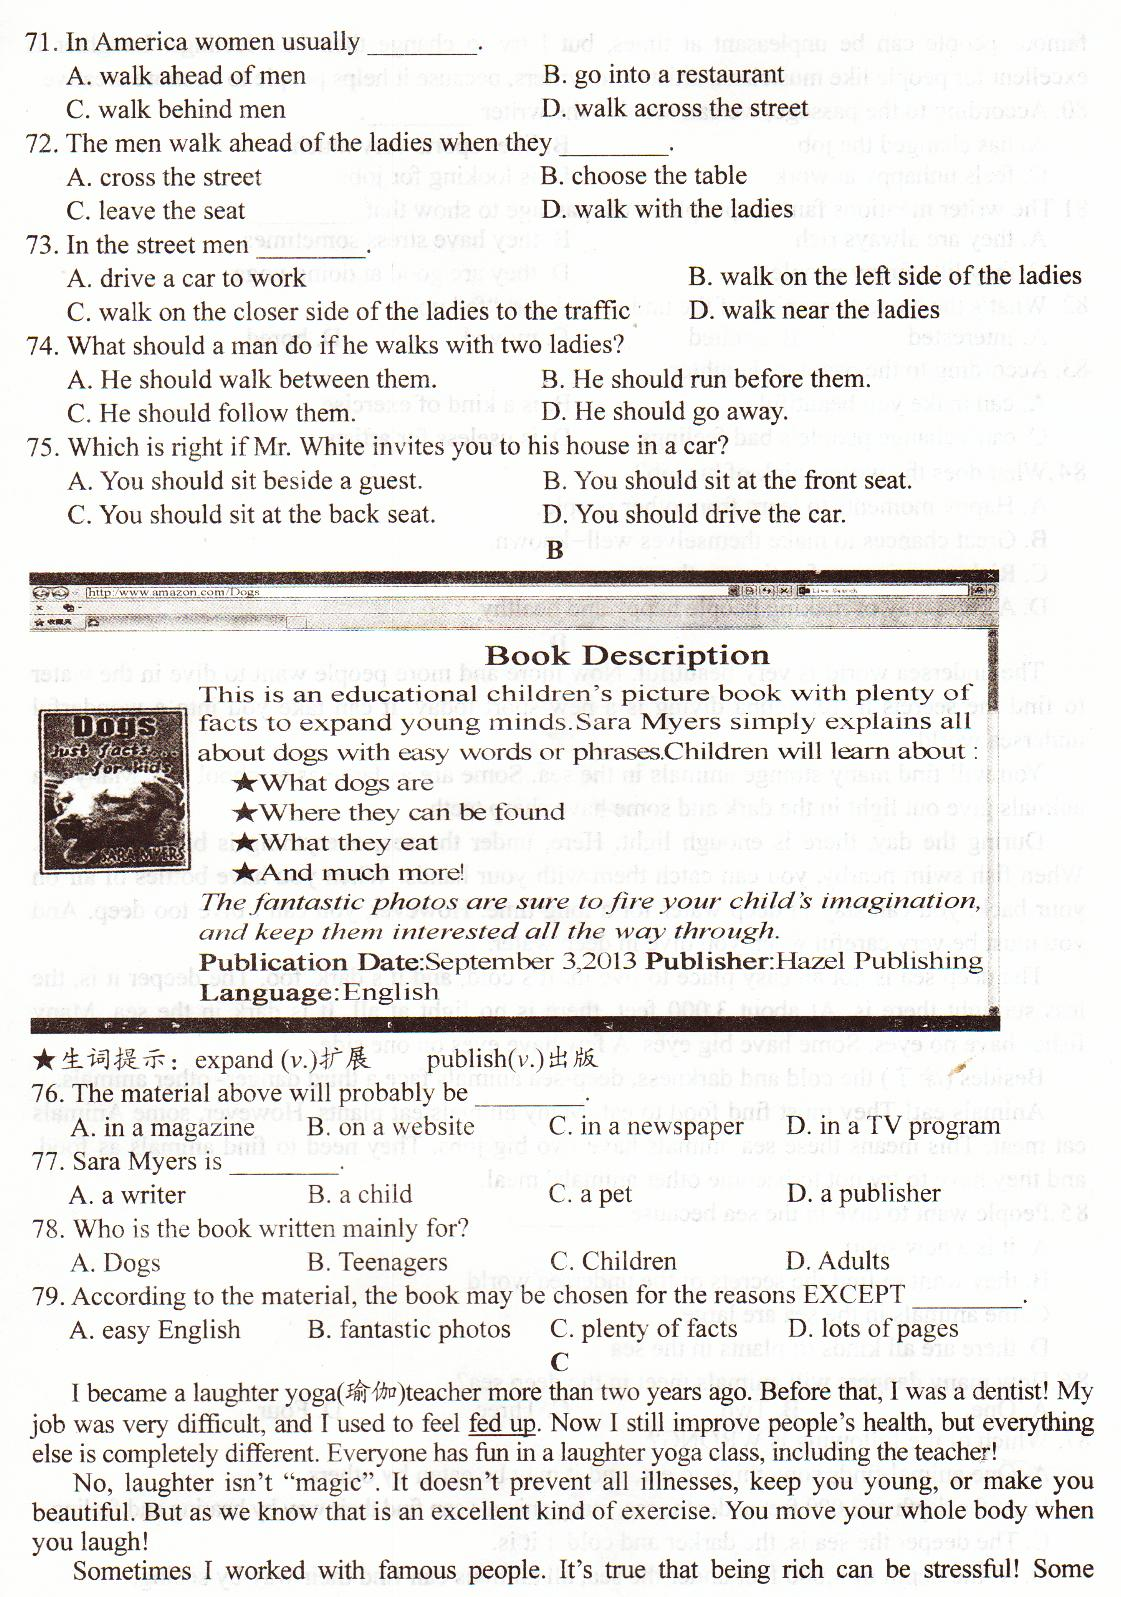 71. In America women usually ________.
A. walk ahead of men B. go into a restaurant
C. walk behind men D. walk across the street
72. The men walk ahead of the ladies when they ________.
A. cross the street B. choose the table
C. leave the seat D. walk with the ladies
73. In the street men ________.
A. drive a car to work B. walk on the left side of the ladies
C. walk on the closer side of the ladies to the traffic D. walk near the ladies
74. What should a man do if he walks with two ladies?
A. He should walk between them. B. He should run before them.
C. He should follow them. D. He should go away.
75. Which is right if Mr. White invites you to his house in a car?
A. You should sit beside a guest. B. You should sit at the front seat.
C. You should sit at the back seat. D. You should drive the car.
B
http://www.amazon.com/Dogs
Live Search
收藏夹
Book Description
This is an educational children's picture book with plenty of
facts to expand young minds.Sara Myers simply explains all
about dogs with easy words or phrases.Children will learn about :
★What dogs are
★Where they can be found
★What they eat
★And much more!
Dogs
Just facts...
for kids
SARA MYERS
The fantastic photos are sure to fire your child's imagination,
and keep them interested all the way through.
Publication Date:September 3,2013 Publisher:Hazel Publishing
Language:English
★生词提示：expand (v.)扩展 publish(v.)出版
76. The material above will probably be ________.
A. in a magazine B. on a website C. in a newspaper D. in a TV program
77. Sara Myers is ________.
A. a writer B. a child C. a pet D. a publisher
78. Who is the book written mainly for?
A. Dogs B. Teenagers C. Children D. Adults
79. According to the material, the book may be chosen for the reasons EXCEPT ________.
A. easy English B. fantastic photos C. plenty of facts D. lots of pages
C
I became a laughter yoga(瑜伽)teacher more than two years ago. Before that, I was a dentist! My
job was very difficult, and I used to feel fed up. Now I still improve people's health, but everything
else is completely different. Everyone has fun in a laughter yoga class, including the teacher!
No, laughter isn't "magic". It doesn't prevent all illnesses, keep you young, or make you
beautiful. But as we know that is an excellent kind of exercise. You move your whole body when
you laugh!
Sometimes I worked with famous people. It's true that being rich can be stressful! Some